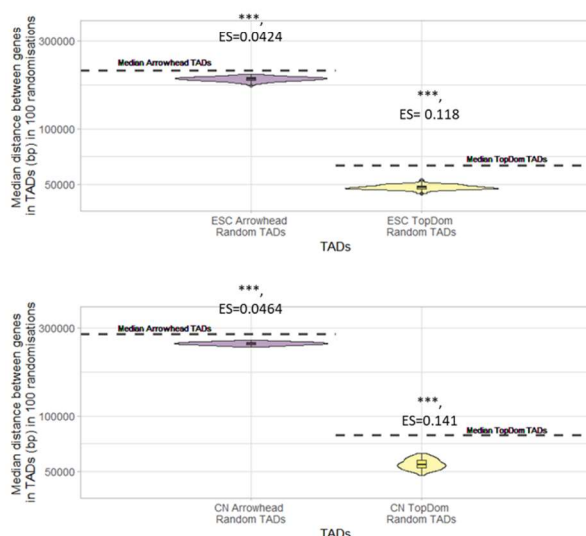 ***,
ES=0.0424
300000
Median Arrowhead TADs
***,
ES= 0.118
100000
Median TopDom TADs
50000
Median distance between genes
in TADs (bp) in 100 randomisations
ESC Arrowhead
Random TADs
ESC TopDom
Random TADs
TADs
***,
ES=0.0464
300000
Median Arrowhead TADs
***,
ES=0.141
100000
Median TopDom TADs
50000
Median distance between genes
in TADs (bp) in 100 randomisations
CN Arrowhead
Random TADs
CN TopDom
Random TADs
TADs